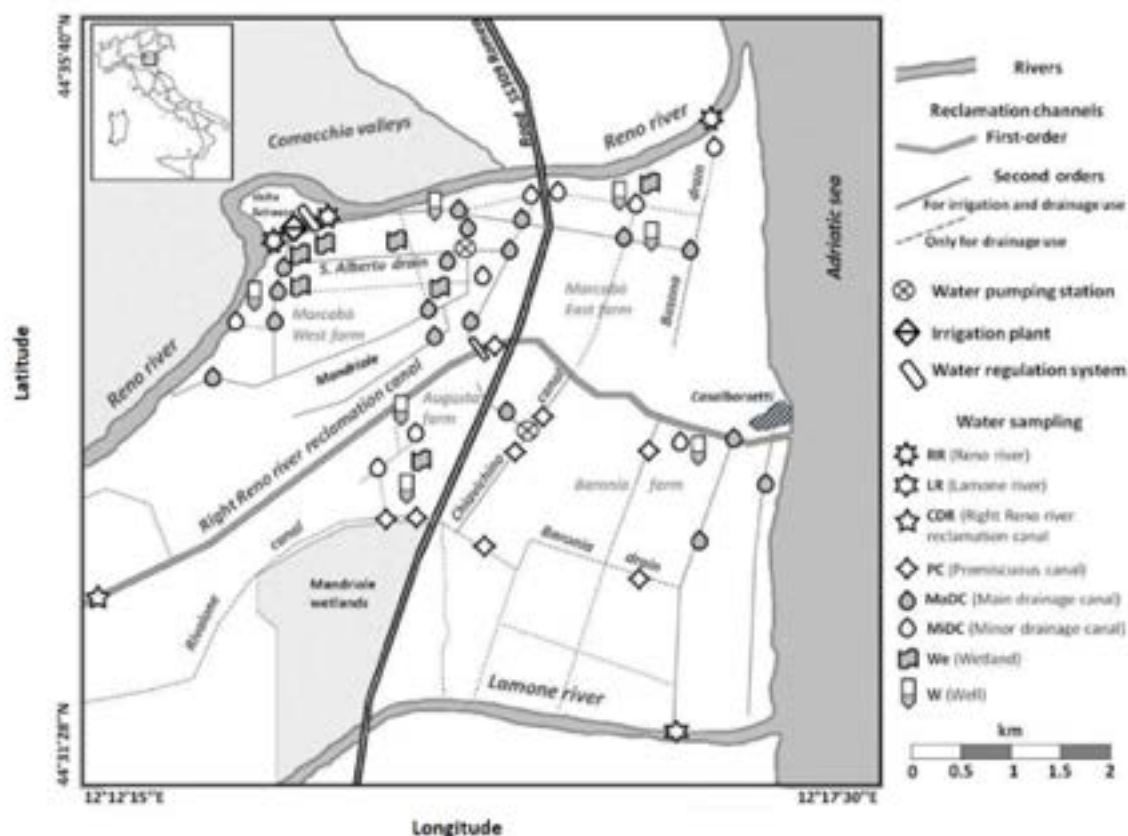 44°35'40"N
Comacchio valleys
Road SS309 Romea
Reno river
Adriatic sea
drain
S. Alberto drain
Marcabò
West farm
Marcabò
East farm
Bosona
Reno river
Mandriole
Right Reno river reclamation canal
Augusta
farm
canal
Chiavichino
Casalborsetti
Baronia farm
Baronia
drain
canal
Rivalone
Mandriole
wetlands
Lamone river
44°31'28"N
12°12'15"E
12°17'30"E
Latitude
Longitude
Rivers
Reclamation channels
First-order
Second orders
For irrigation and drainage use
Only for drainage use
Water pumping station
Irrigation plant
Water regulation system
Water sampling
RR (Reno river)
LR (Lamone river)
CDR (Right Reno river
reclamation canal
PC (Promiscuous canal)
MaDC (Main drainage canal)
MiDC (Minor drainage canal)
We (Wetland)
W (Well)
km
0 0.5 1 1.5 2